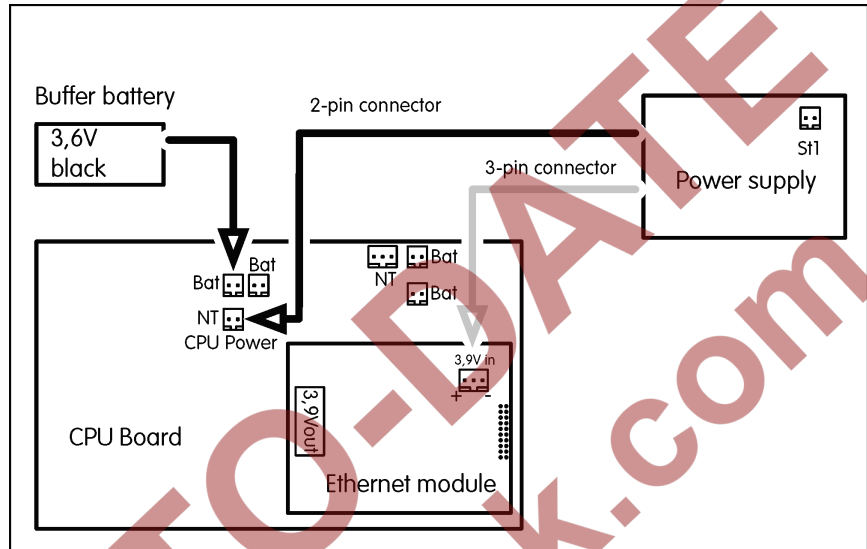 Buffer battery
3,6V
black
2-pin connector
St1
3-pin connector
Power supply
Bat
Bat
NT
CPU Power
NT
Bat
Bat
3,9V in
+ -
3,9Vout
CPU Board
Ethernet module
TO-DATE
k.com